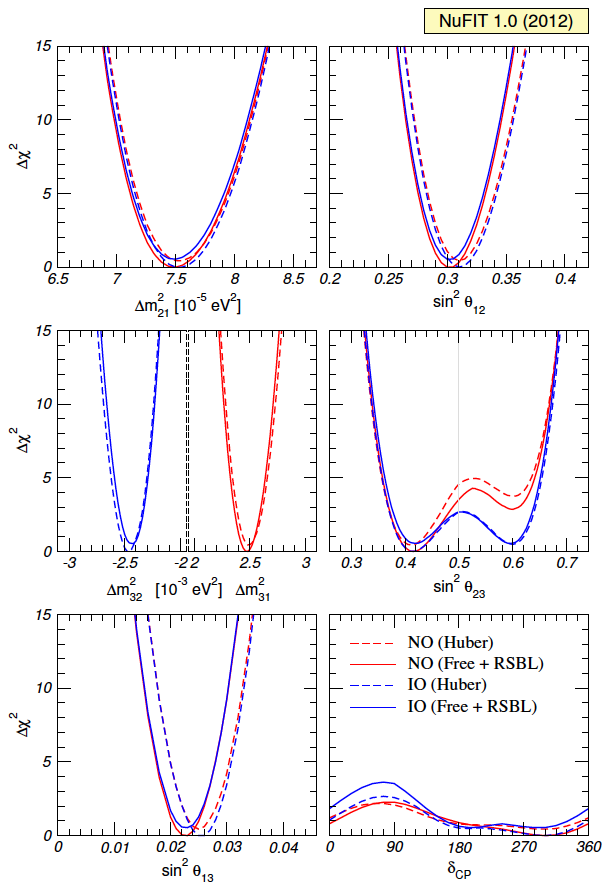 NuFIT 1.0 (2012)
15
10
5
0
Δχ²
6.5 7 7.5 8 8.5
Δm²₂₁ [10⁻⁵ eV²]
0.2 0.25 0.3 0.35 0.4
sin² θ₁₂
15
10
5
0
Δχ²
-3 -2.5 -2 2 2.5 3
Δm²₃₂ [10⁻³ eV²] Δm²₃₁
0.3 0.4 0.5 0.6 0.7
sin² θ₂₃
15
10
5
0
Δχ²
0 0.01 0.02 0.03 0.04
sin² θ₁₃
NO (Huber)
NO (Free + RSBL)
IO (Huber)
IO (Free + RSBL)
0 90 180 270 360
δCP